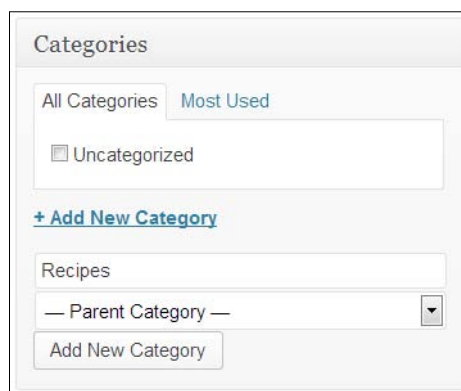 Categories
All Categories Most Used
Uncategorized
+ Add New Category
Recipes
— Parent Category —
Add New Category